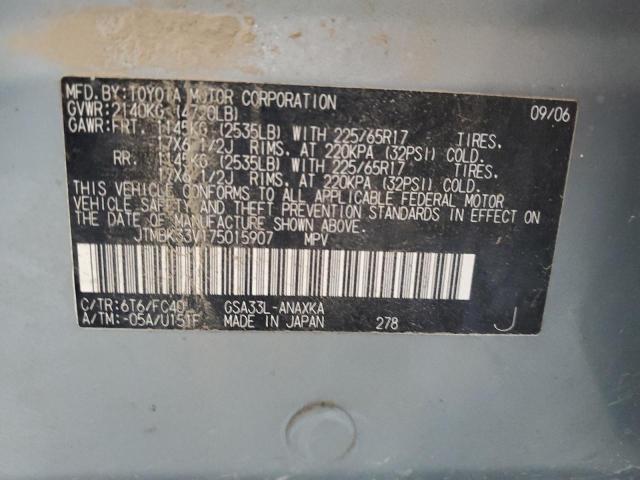 MFD.BY:TOYOTA MOTOR CORPORATION 09/06
GVWR:2140KG
GAWR:FRT. 1145KG (2535LB) WITH 225/65R17 TIRES,
17X6 1/2J RIMS, AT 220KPA (32PSI) COLD.
RR. 1145KG (2535LB) WITH 225/65R17 TIRES,
17X6 1/2J RIMS, AT 220KPA (32PSI) COLD.
THIS VEHICLE CONFORMS TO ALL APPLICABLE FEDERAL MOTOR
VEHICLE SAFETY AND THEFT PREVENTION STANDARDS IN EFFECT ON
THE DATE OF MANUFACTURE SHOWN ABOVE.
MPV
C/TR:6T6/FC40 GSA33L-ANAXKA
A/TM:-05A/U151F MADE IN JAPAN 278 J